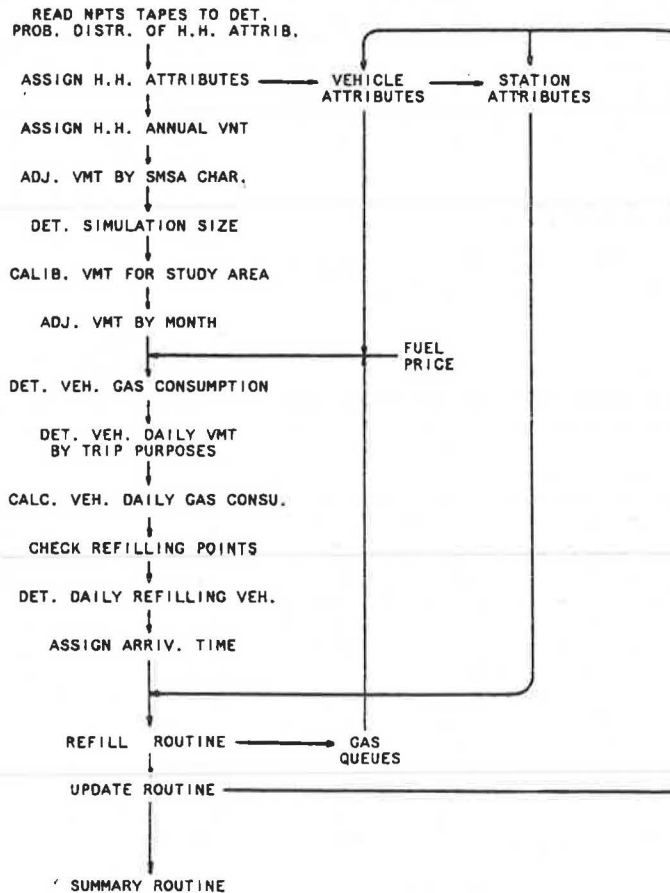 READ NPTS TAPES TO DET.
PROB. DISTR. OF H.H. ATTRIB.
ASSIGN H.H. ATTRIBUTES
VEHICLE
ATTRIBUTES
STATION
ATTRIBUTES
ASSIGN H.H. ANNUAL VNT
ADJ. VMT BY SMSA CHAR.
DET. SIMULATION SIZE
CALIB. VMT FOR STUDY AREA
ADJ. VMT BY MONTH
FUEL
PRICE
DET. VEH. GAS CONSUMPTION
DET. VEH. DAILY VMT
BY TRIP PURPOSES
CALC. VEH. DAILY GAS CONSU.
CHECK REFILLING POINTS
DET. DAILY REFILLING VEH.
ASSIGN ARRIV. TIME
REFILL ROUTINE
GAS
QUEUES
UPDATE ROUTINE
SUMMARY ROUTINE